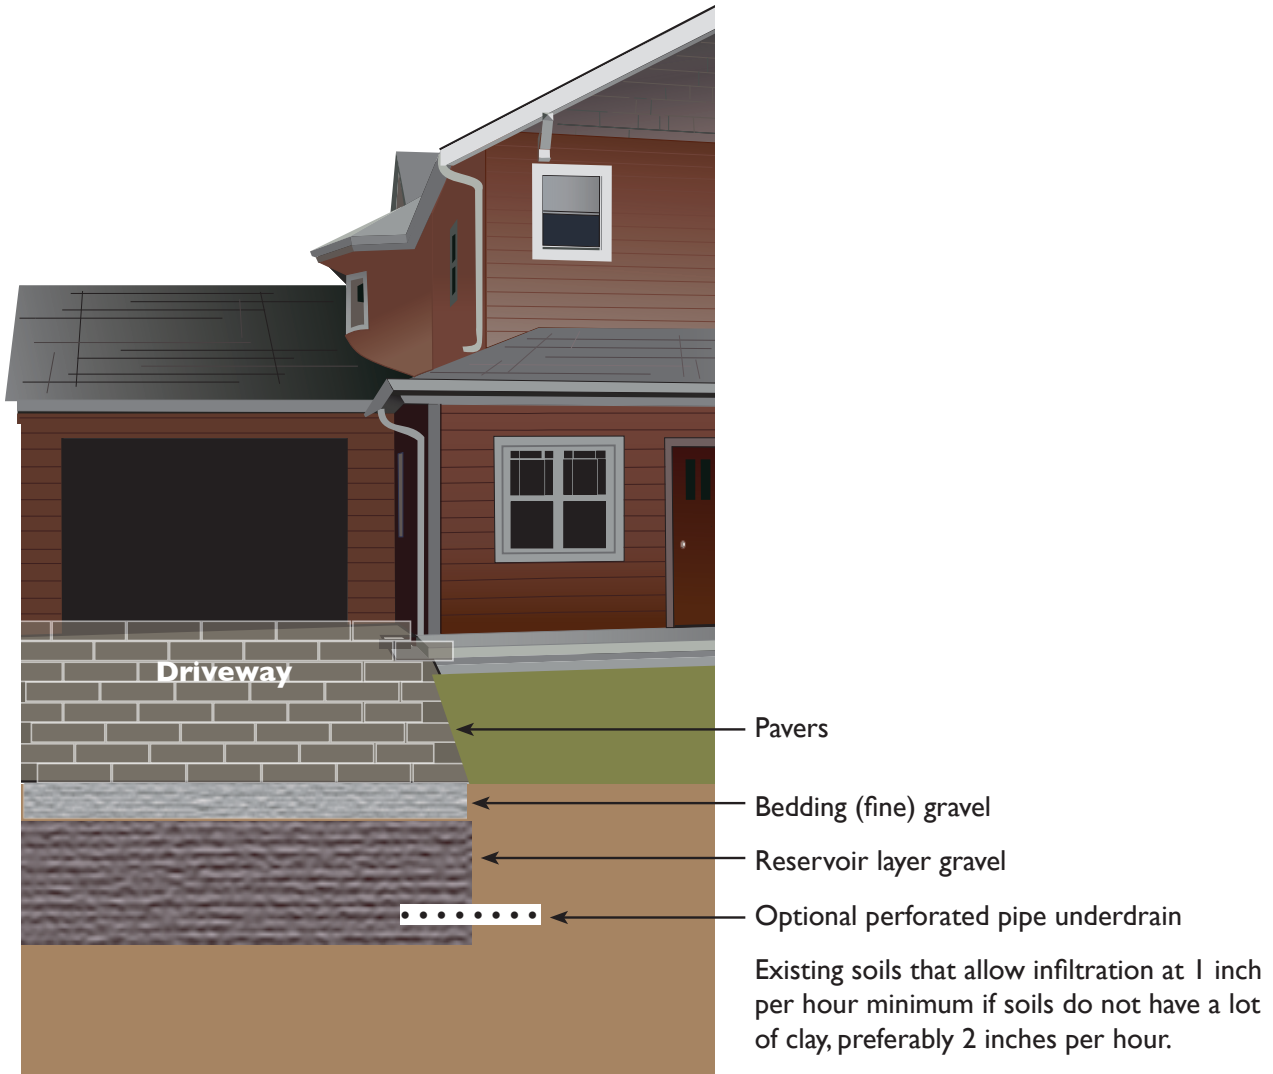 Driveway
Pavers
Bedding (fine) gravel
Reservoir layer gravel
Optional perforated pipe underdrain
Existing soils that allow infiltration at 1 inch
per hour minimum if soils do not have a lot
of clay, preferably 2 inches per hour.